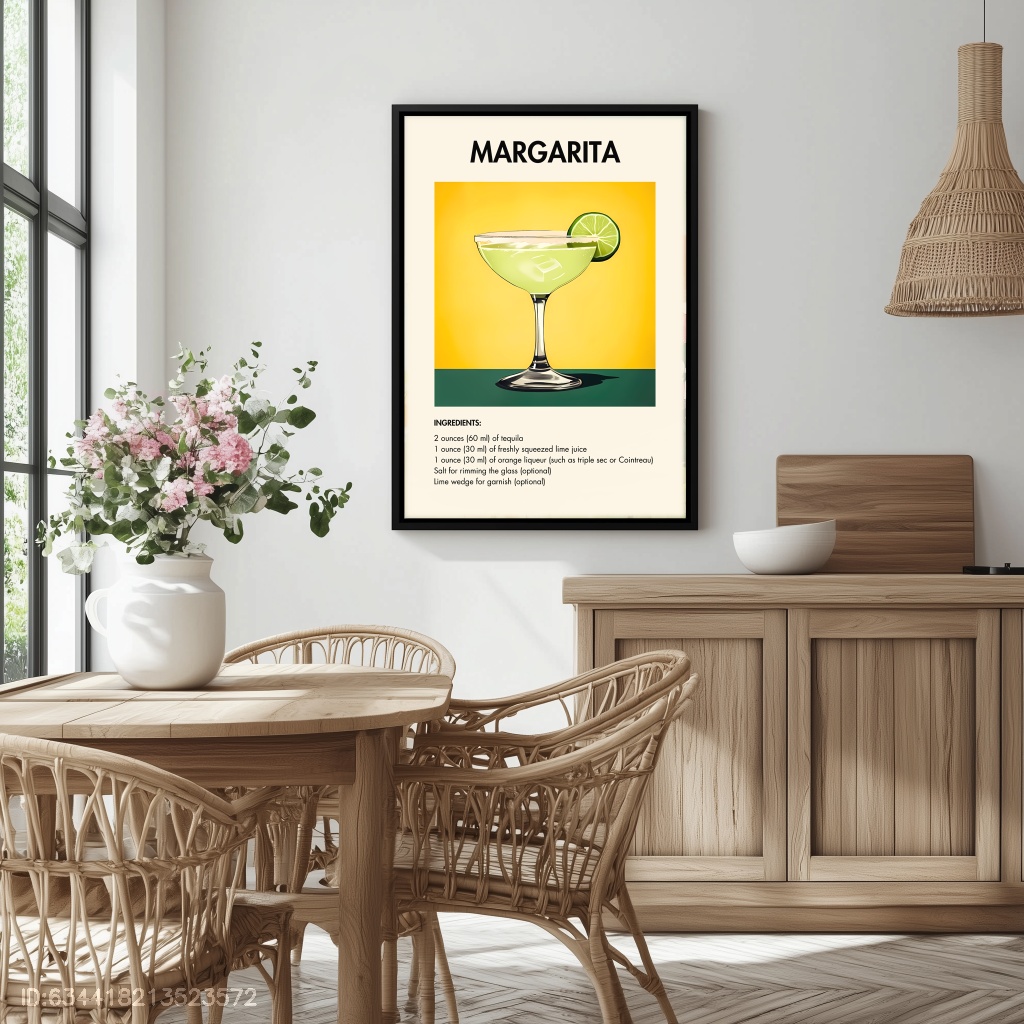 MARGARITA
INGREDIENTS:
2 ounces (60 ml) of tequila
1 ounce (30 ml) of freshly squeezed lime juice
1 ounce (30 ml) of orange liqueur (such as triple sec or Cointreau)
Salt for rimming the glass (optional)
Lime wedge for garnish (optional)
ID:634418213523572